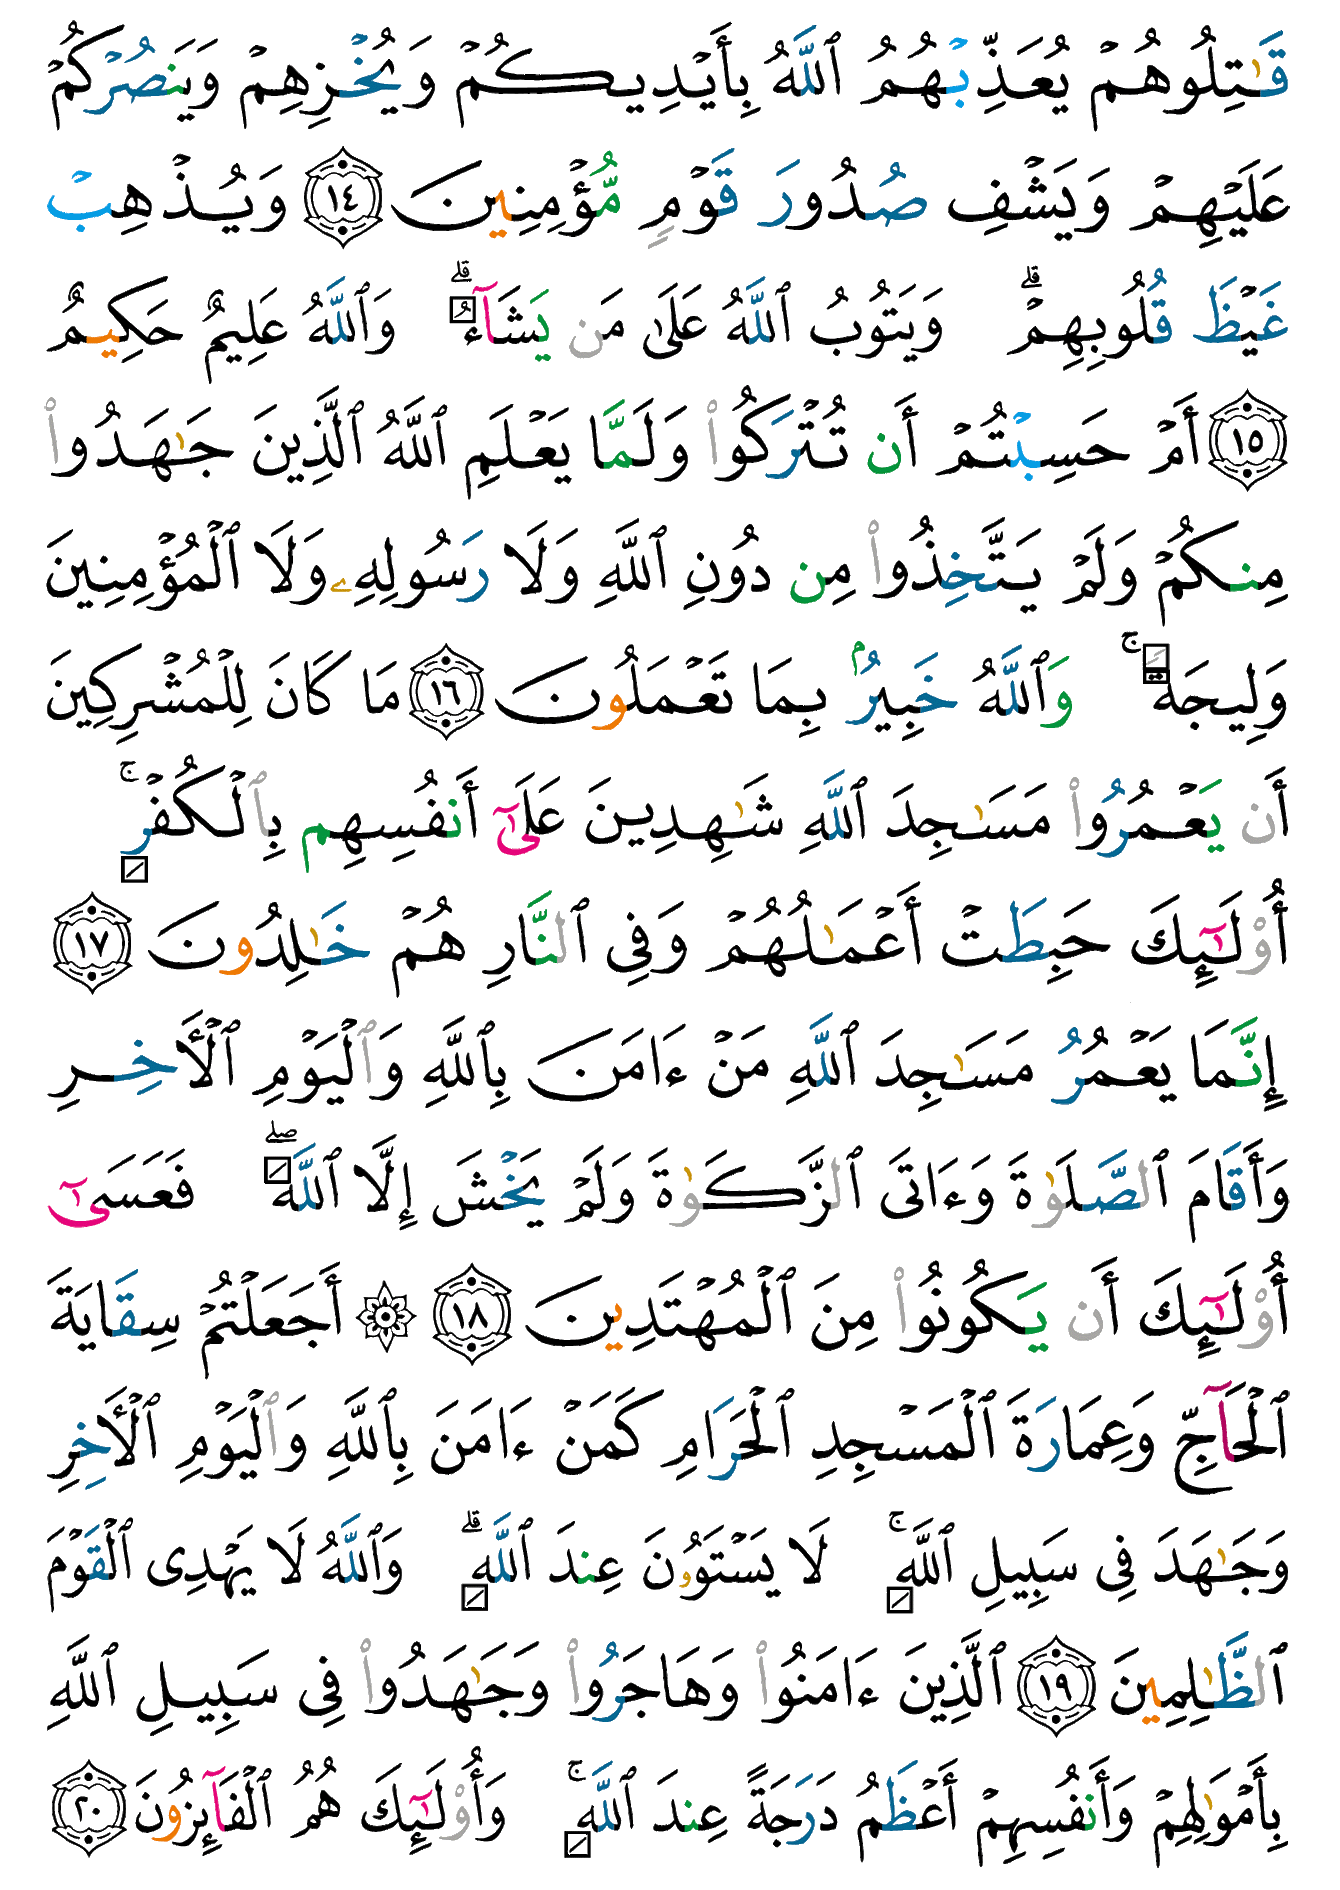 قَٰتِلُوهُمْ يُعَذِّبْهُمُ ٱللَّهُ بِأَيْدِيكُمْ وَيُخْزِهِمْ وَيَنصُرْكُمْ
عَلَيْهِمْ وَيَشْفِ صُدُورَ قَوْمٍ مُّؤْمِنِينَ ١٤ وَيُذْهِبْ
غَيْظَ قُلُوبِهِمْ ۗ وَيَتُوبُ ٱللَّهُ عَلَىٰ مَن يَشَآءُ ۗ وَٱللَّهُ عَلِيمٌ حَكِيمٌ
١٥ أَمْ حَسِبْتُمْ أَن تُتْرَكُوا۟ وَلَمَّا يَعْلَمِ ٱللَّهُ ٱلَّذِينَ جَٰهَدُوا۟
مِنكُمْ وَلَمْ يَتَّخِذُوا۟ مِن دُونِ ٱللَّهِ وَلَا رَسُولِهِۦ وَلَا ٱلْمُؤْمِنِينَ
وَلِيجَةً ۚ وَٱللَّهُ خَبِيرٌۢ بِمَا تَعْمَلُونَ ١٦ مَا كَانَ لِلْمُشْرِكِينَ
أَن يَعْمُرُوا۟ مَسَٰجِدَ ٱللَّهِ شَٰهِدِينَ عَلَىٰٓ أَنفُسِهِم بِٱلْكُفْرِ ۚ
أُو۟لَٰٓئِكَ حَبِطَتْ أَعْمَٰلُهُمْ وَفِى ٱلنَّارِ هُمْ خَٰلِدُونَ ١٧
إِنَّمَا يَعْمُرُ مَسَٰجِدَ ٱللَّهِ مَنْ ءَامَنَ بِٱللَّهِ وَٱلْيَوْمِ ٱلْأَخِرِ
وَأَقَامَ ٱلصَّلَوٰةَ وَءَاتَى ٱلزَّكَوٰةَ وَلَمْ يَخْشَ إِلَّا ٱللَّهَ ۖ فَعَسَىٰٓ
أُو۟لَٰٓئِكَ أَن يَكُونُوا۟ مِنَ ٱلْمُهْتَدِينَ ١٨ ۞ أَجَعَلْتُمْ سِقَايَةَ
ٱلْحَآجِّ وَعِمَارَةَ ٱلْمَسْجِدِ ٱلْحَرَامِ كَمَنْ ءَامَنَ بِٱللَّهِ وَٱلْيَوْمِ ٱلْأَخِرِ
وَجَٰهَدَ فِى سَبِيلِ ٱللَّهِ ۚ لَا يَسْتَوُۥنَ عِندَ ٱللَّهِ ۗ وَٱللَّهُ لَا يَهْدِى ٱلْقَوْمَ
ٱلظَّٰلِمِينَ ١٩ ٱلَّذِينَ ءَامَنُوا۟ وَهَاجَرُوا۟ وَجَٰهَدُوا۟ فِى سَبِيلِ ٱللَّهِ
بِأَمْوَٰلِهِمْ وَأَنفُسِهِمْ أَعْظَمُ دَرَجَةً عِندَ ٱللَّهِ ۚ وَأُو۟لَٰٓئِكَ هُمُ ٱلْفَآئِزُونَ ٢٠